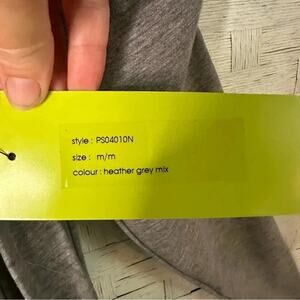 style : PS04010N
size : m/m
colour : heather grey mix